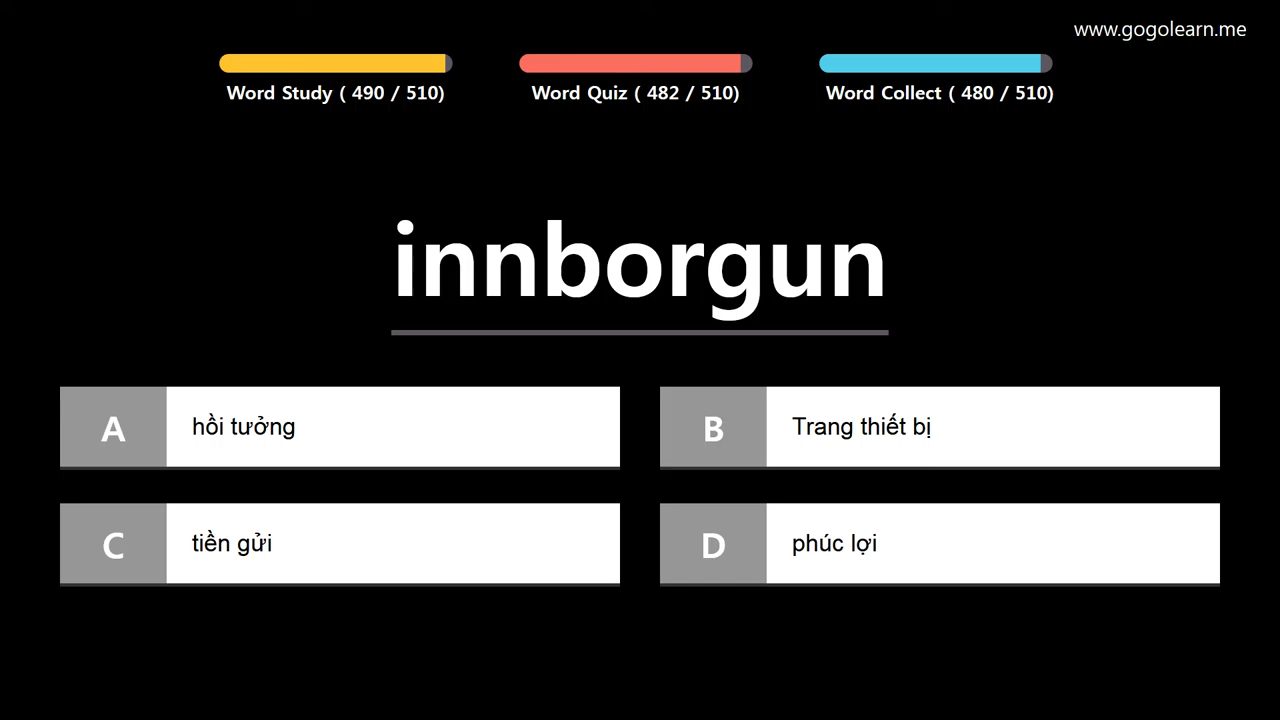 www.gogolearn.me
Word Study ( 490 / 510)
Word Quiz ( 482 / 510)
Word Collect ( 480 / 510)
innborgun
A hồi tưởng
B Trang thiết bị
C tiền gửi
D phúc lợi